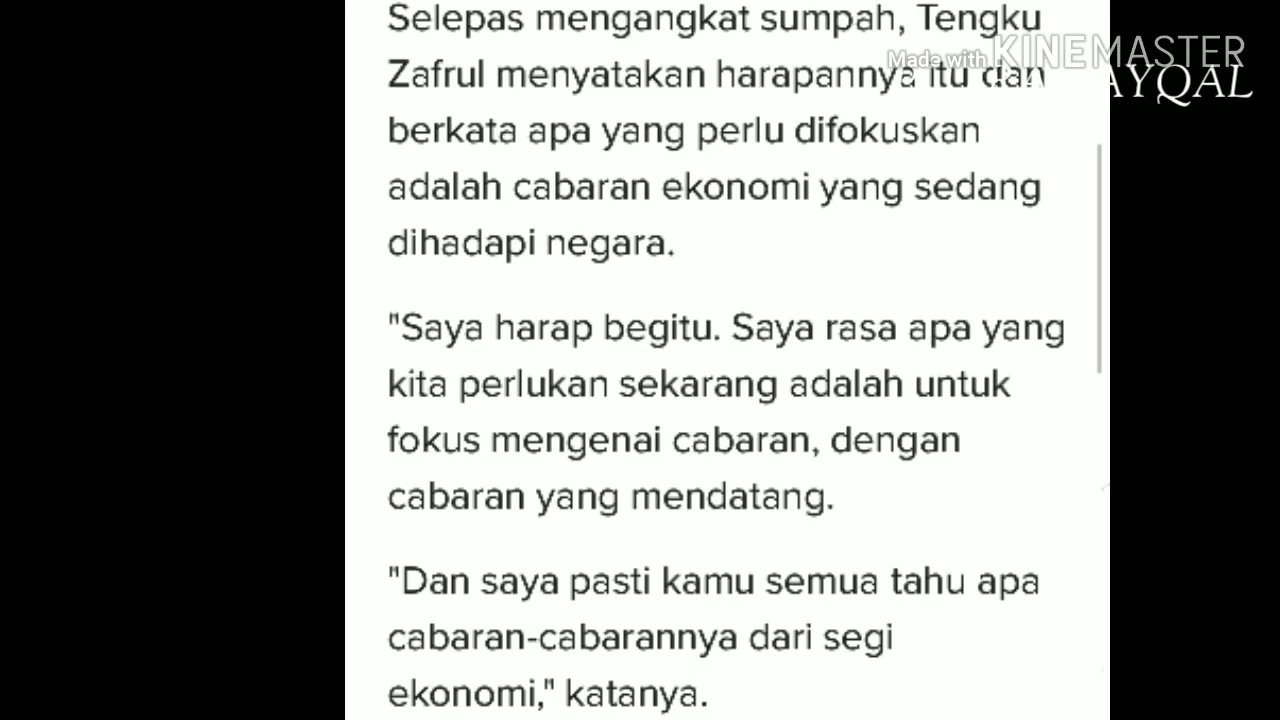 Selepas mengangkat sumpah, Tengku
Made with KINEMASTER
Zafrul menyatakan harapannya itu dan
AYQAL
berkata apa yang perlu difokuskan
adalah cabaran ekonomi yang sedang
dihadapi negara.
"Saya harap begitu. Saya rasa apa yang
kita perlukan sekarang adalah untuk
fokus mengenai cabaran, dengan
cabaran yang mendatang.
"Dan saya pasti kamu semua tahu apa
cabaran-cabarannya dari segi
ekonomi," katanya.